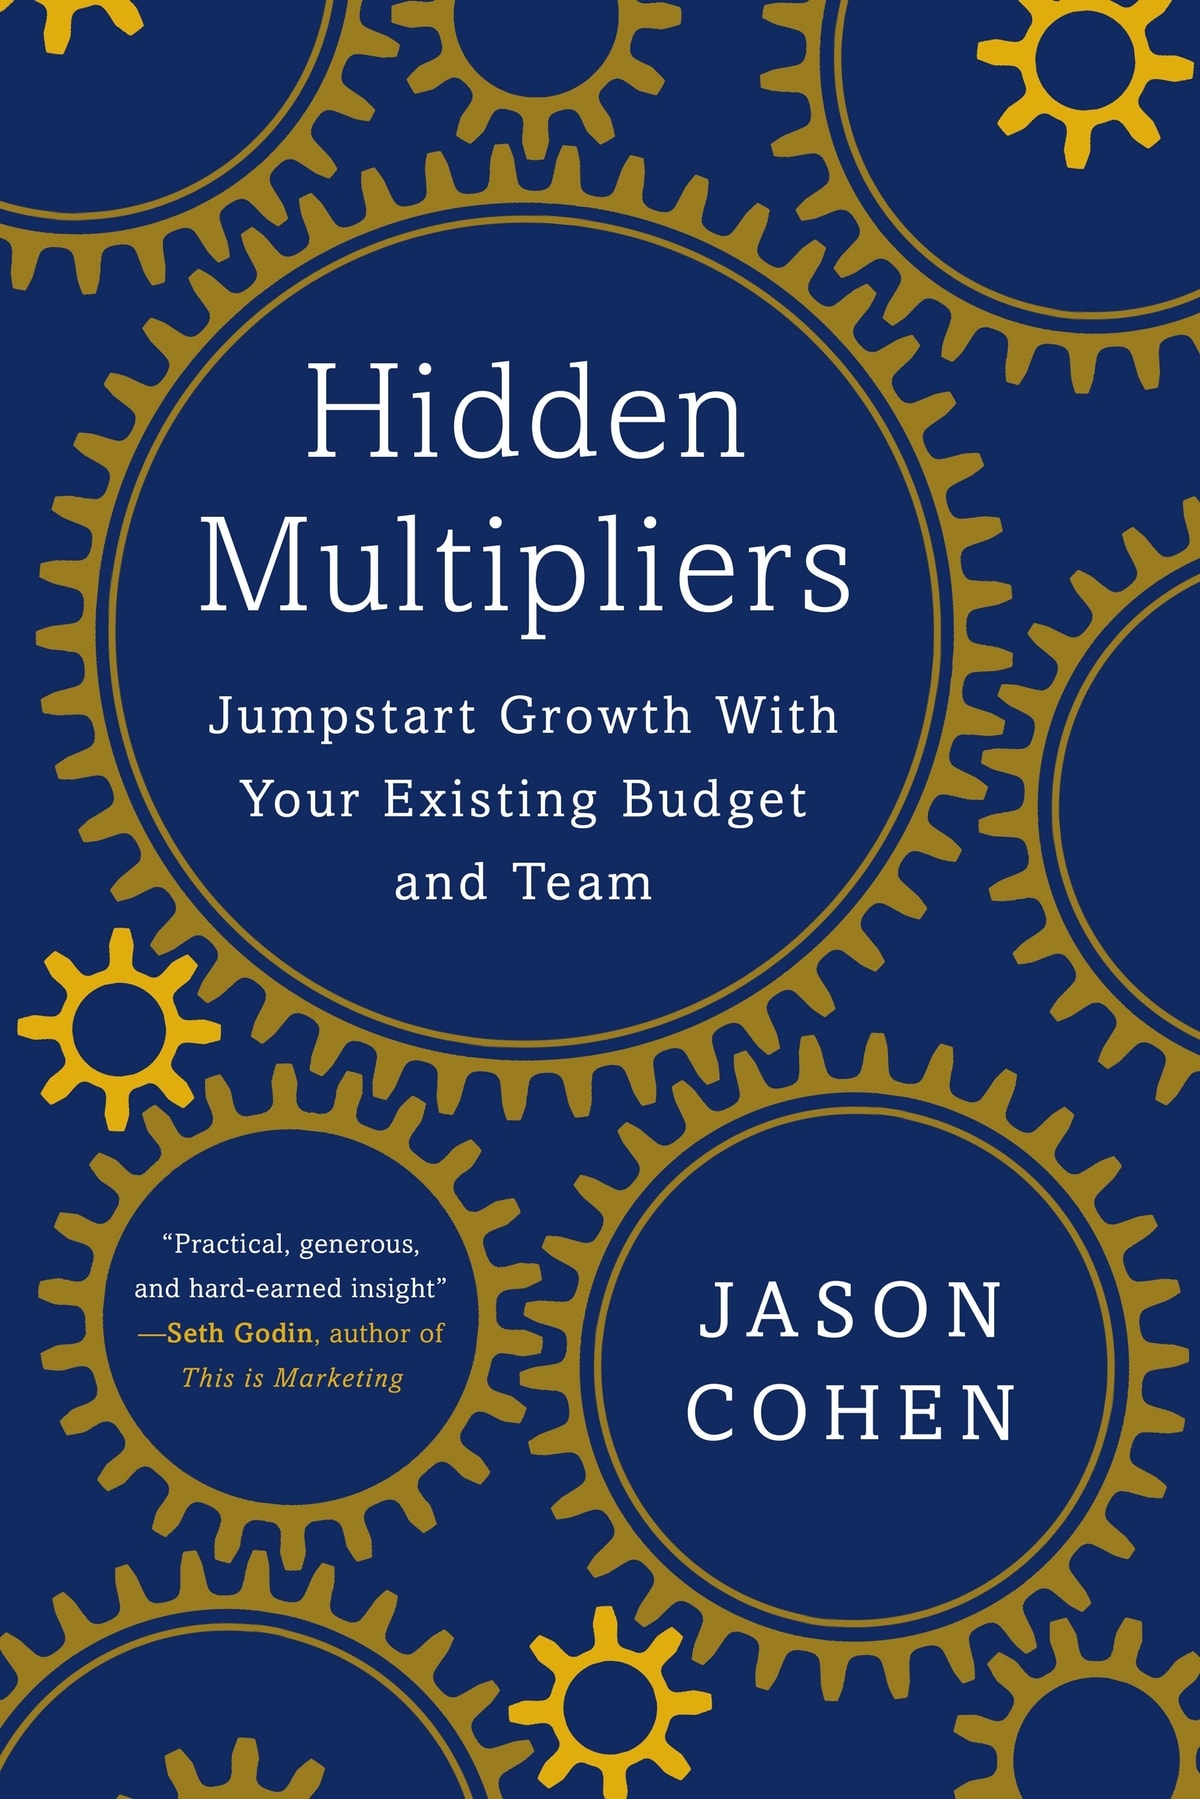 Hidden
Multipliers
Jumpstart Growth With
Your Existing Budget
and Team
“Practical, generous,
and hard-earned insight”
—Seth Godin, author of
This is Marketing
JASON
COHEN